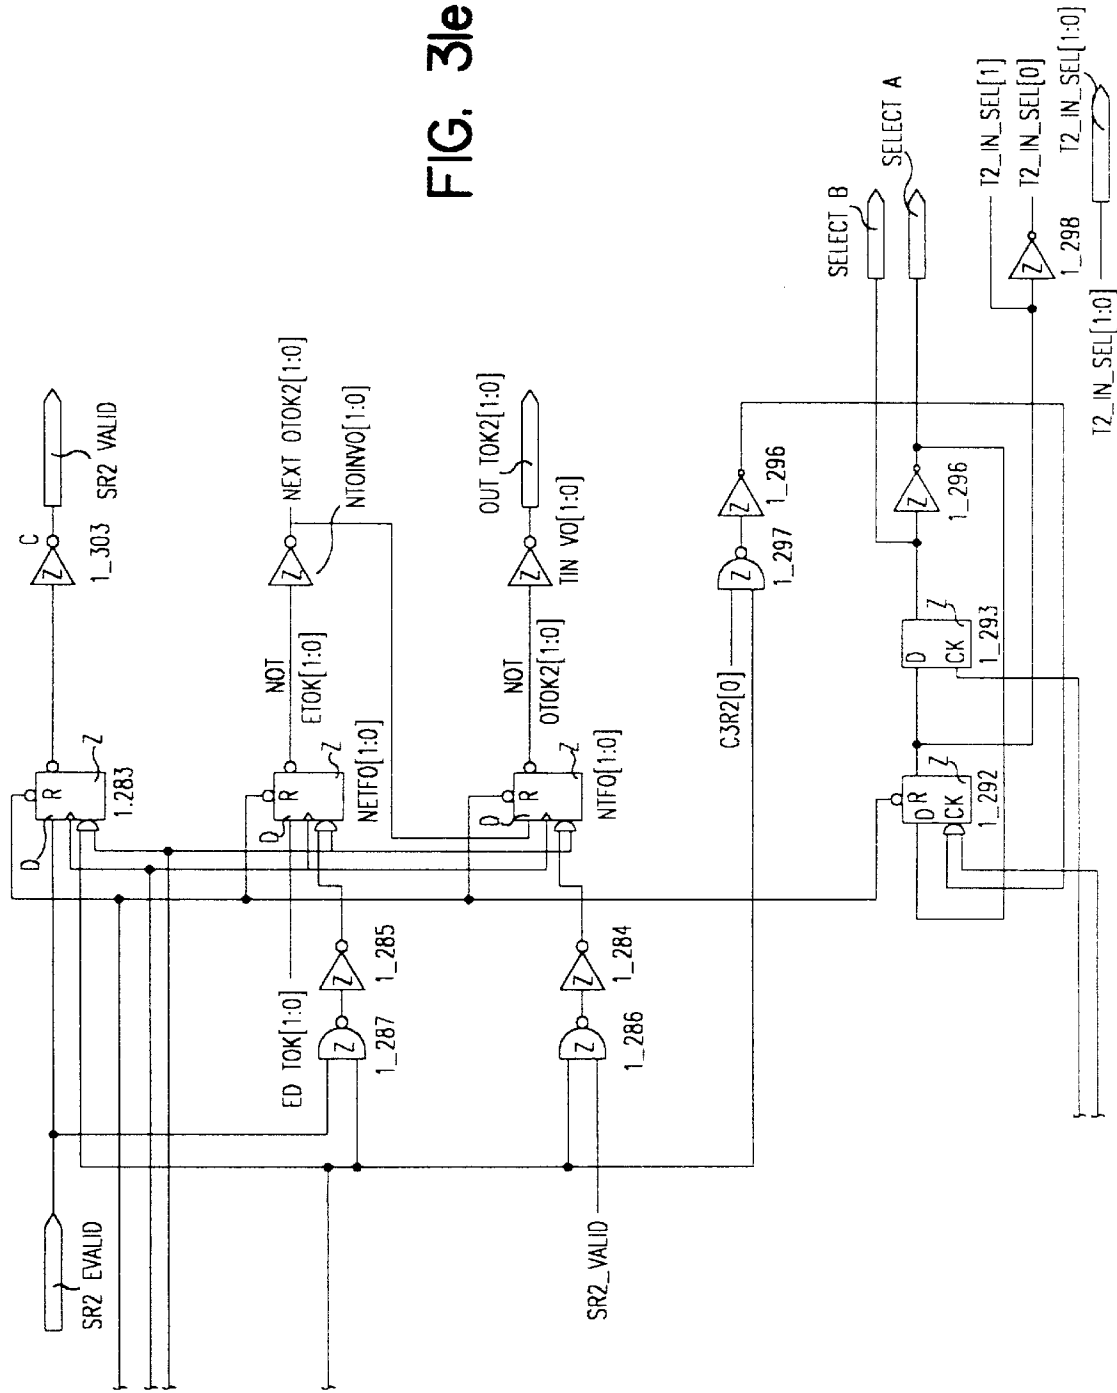 FIG. 31e
SR2 EVALID
D
R
Z
1.283
Z
C
1_303
SR2 VALID
ED TOK[1:0]
Z
1_287
Z
1_285
D
R
Z
NETFO[1:0]
NOT
ETOK[1:0]
Z
NEXT OTOK2[1:0]
NTOINVO[1:0]
SR2_VALID
Z
1_286
Z
1_284
D
R
Z
NTFO[1:0]
NOT
OTOK2[1:0]
Z
TIN VO[1:0]
OUT TOK2[1:0]
C3R2[0]
Z
1_297
Z
1_296
D R
CK
Z
1_292
D
CK
Z
1_293
Z
1_296
SELECT B
SELECT A
Z
1_298
T2_IN_SEL[1]
T2_IN_SEL[0]
T2_IN_SEL[1:0]
T2_IN_SEL[1:0]